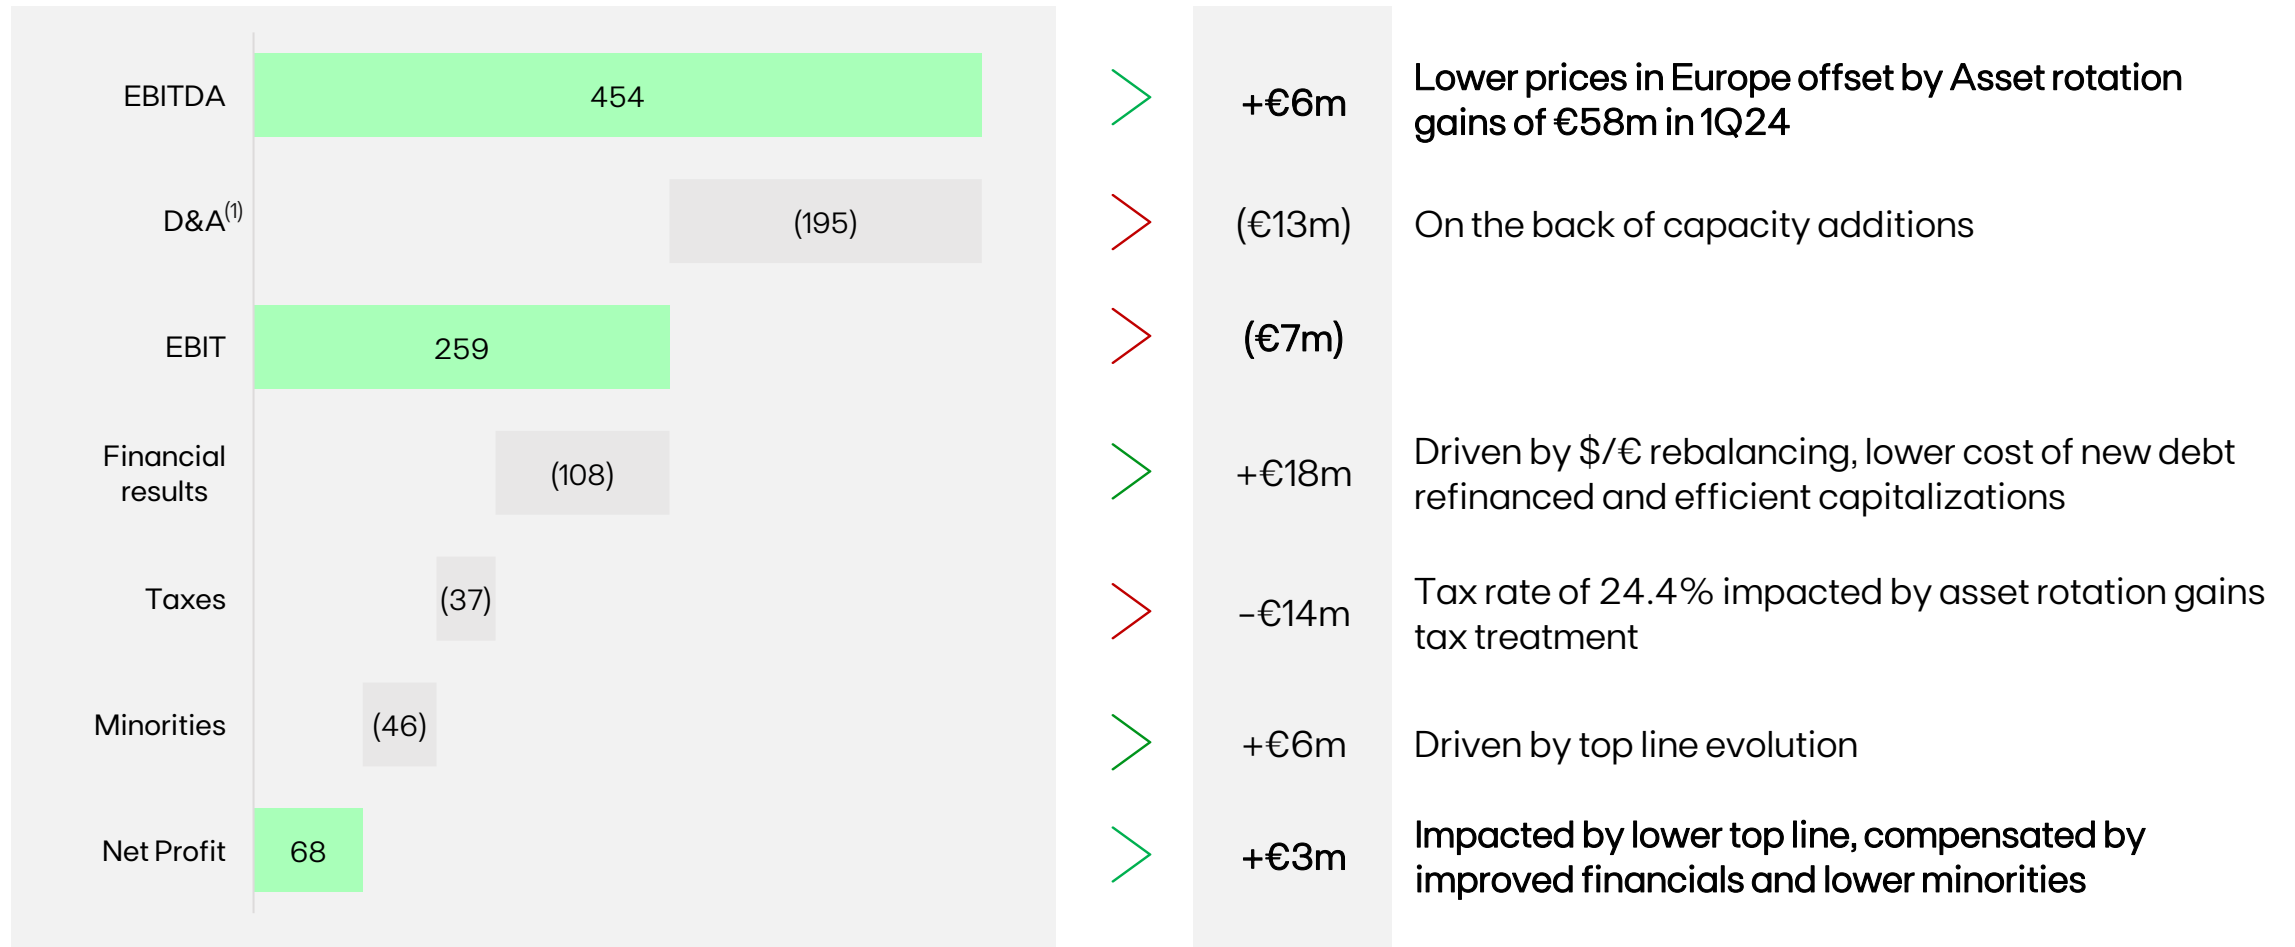 EBITDA
454
+€6m
Lower prices in Europe offset by Asset rotation
gains of €58m in 1Q24
D&A(1)
(195)
(€13m)
On the back of capacity additions
EBIT
259
(€7m)
Financial
results
(108)
+€18m
Driven by $/€ rebalancing, lower cost of new debt
refinanced and efficient capitalizations
Taxes
(37)
-€14m
Tax rate of 24.4% impacted by asset rotation gains
tax treatment
Minorities
(46)
+€6m
Driven by top line evolution
Net Profit
68
+€3m
Impacted by lower top line, compensated by
improved financials and lower minorities